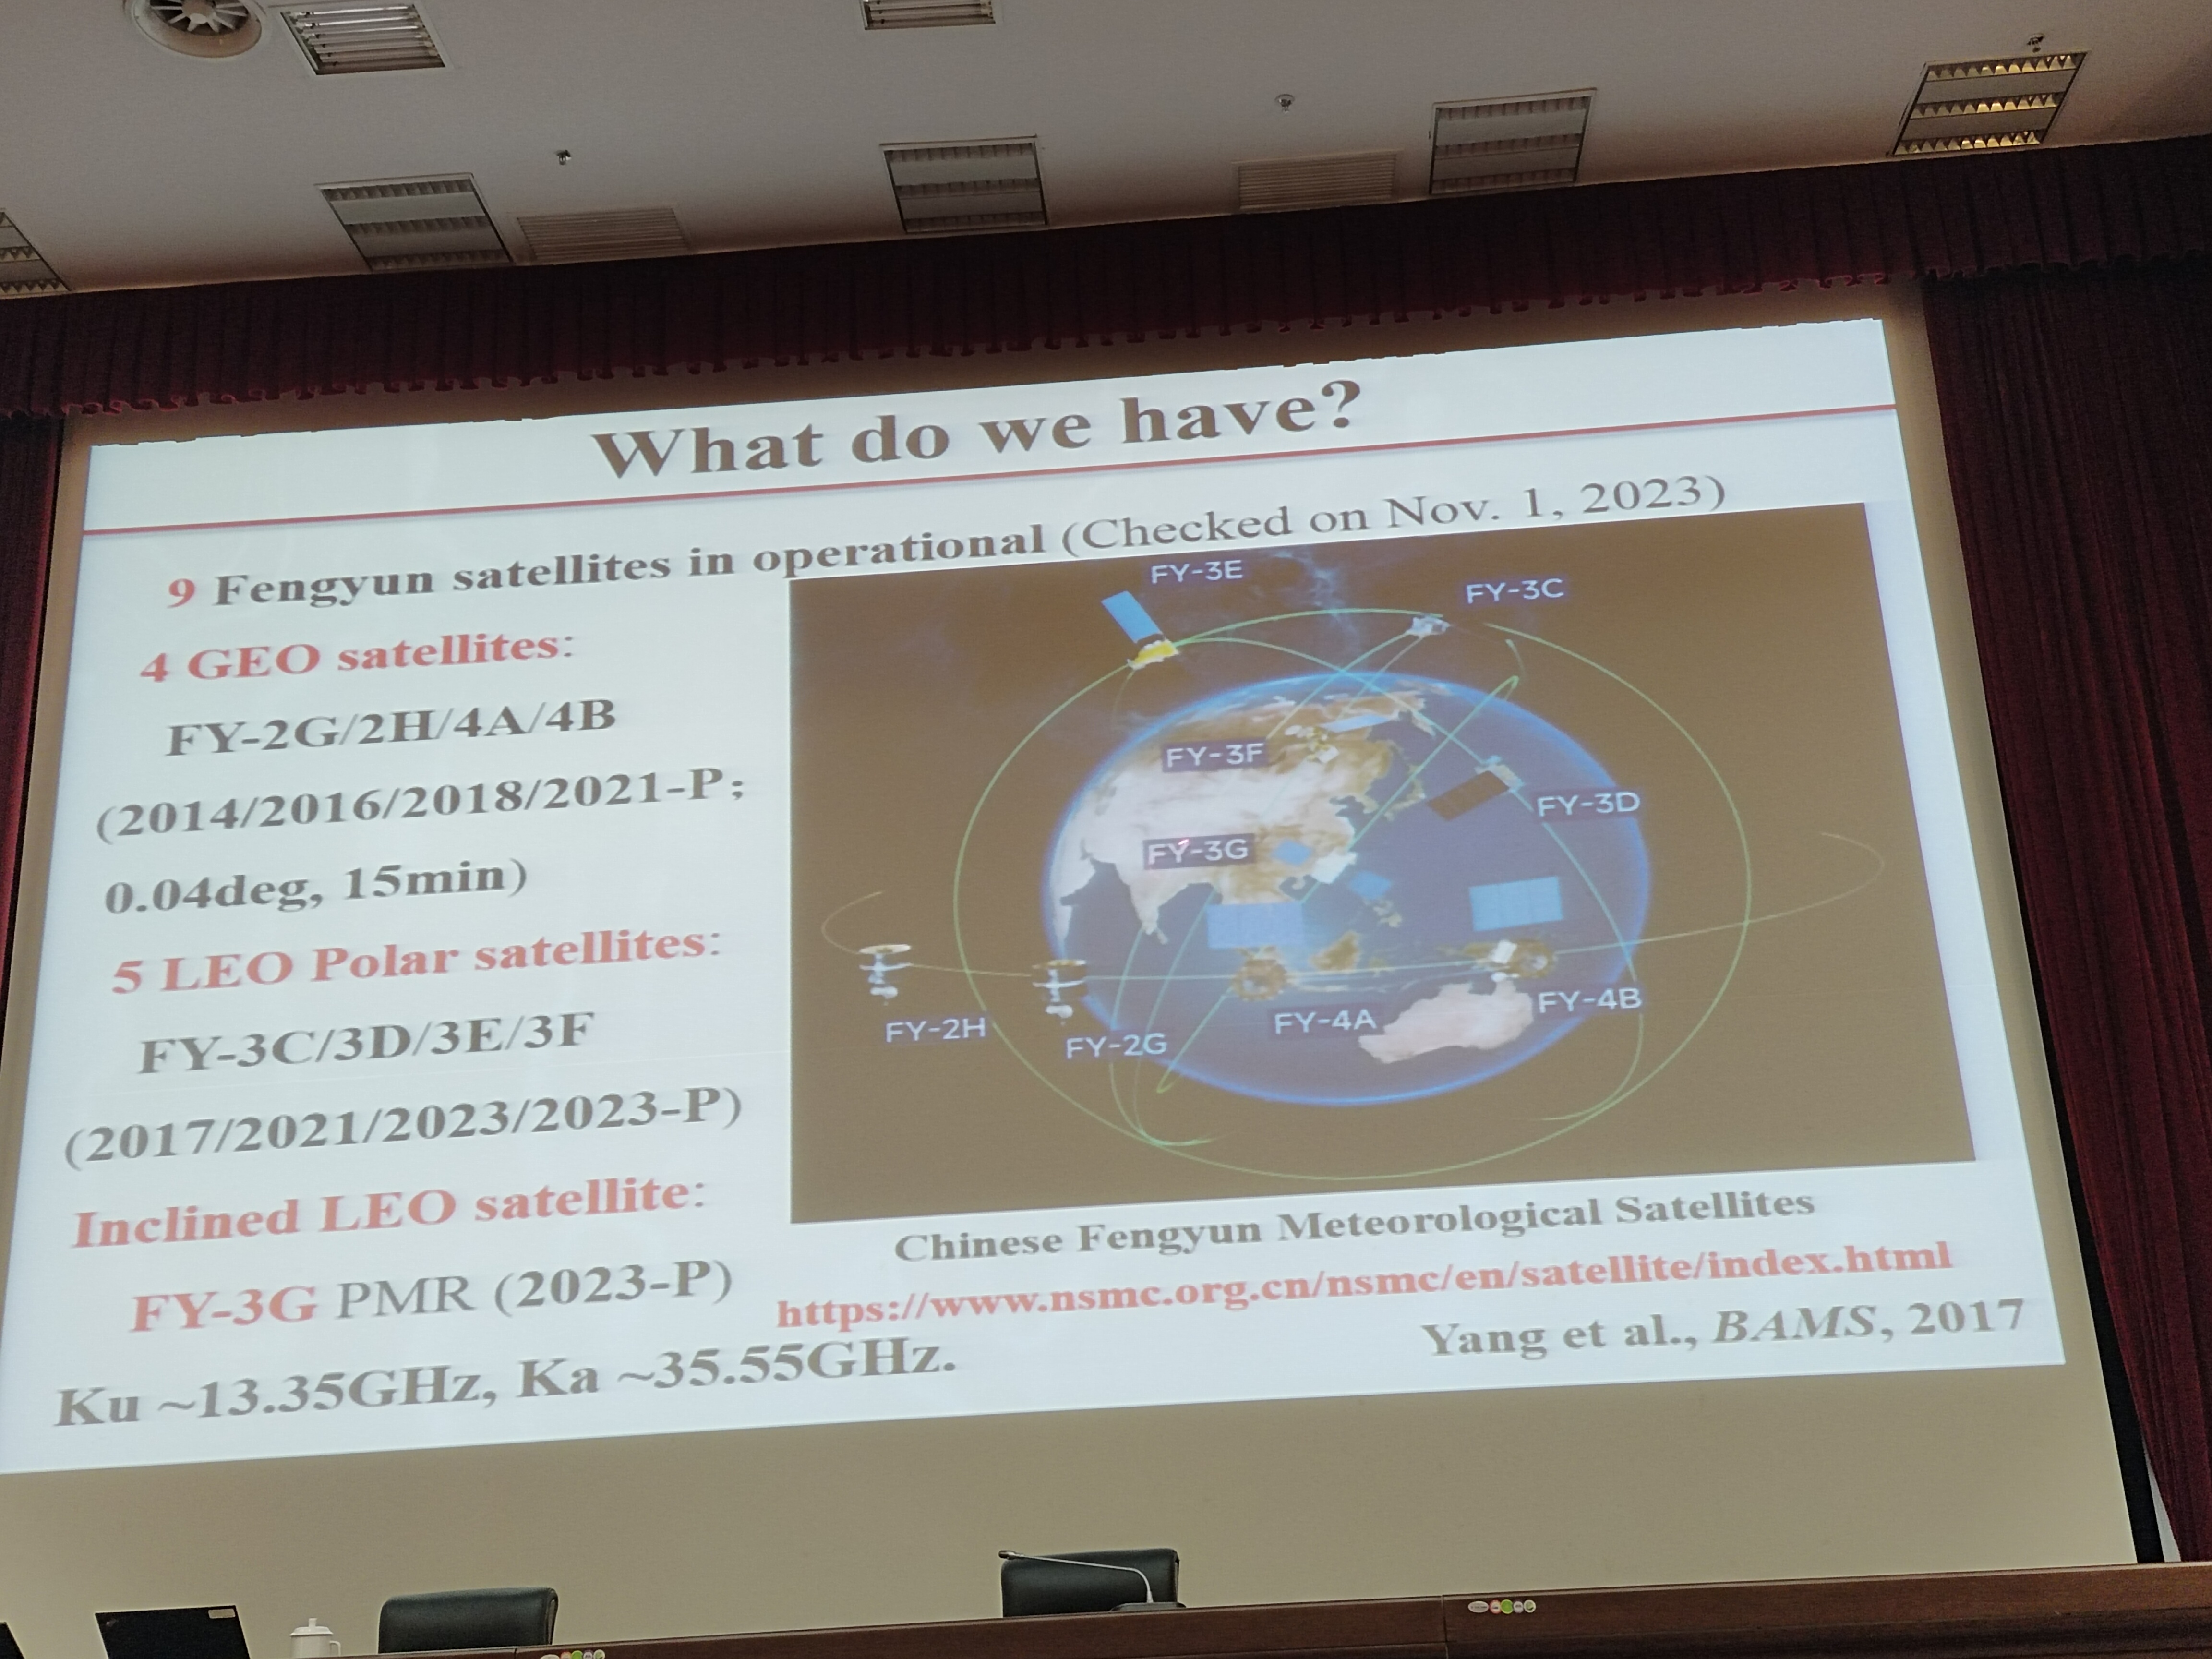 What do we have?
9 Fengyun satellites in operational (Checked on Nov. 1, 2023)
4 GEO satellites:
FY-2G/2H/4A/4B
(2014/2016/2018/2021-P;
0.04deg, 15min)
5 LEO Polar satellites:
FY-3C/3D/3E/3F
(2017/2021/2023/2023-P)
Inclined LEO satellite:
FY-3G PMR (2023-P)
Ku ~13.35GHz, Ka ~35.55GHz.
FY-3E
FY-3C
FY-3F
FY-3D
FY-3G
FY-2H
FY-2G
FY-4A
FY-4B
Chinese Fengyun Meteorological Satellites
https://www.nsmc.org.cn/nsmc/en/satellite/index.html
Yang et al., BAMS, 2017